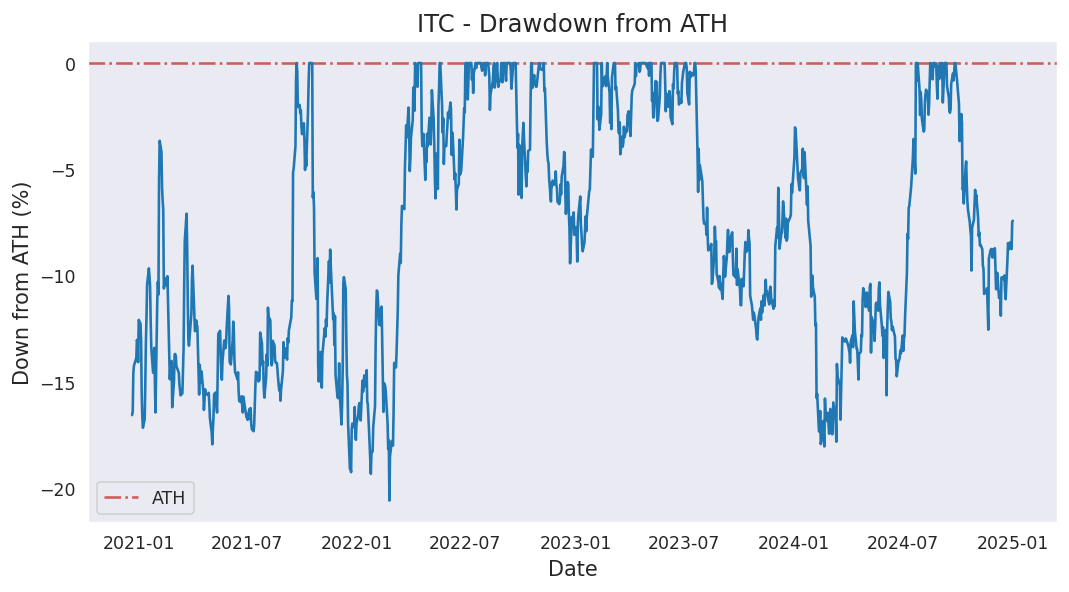 ITC - Drawdown from ATH
Down from ATH (%)
0
−5
−10
−15
−20
ATH
2021-01 2021-07 2022-01 2022-07 2023-01 2023-07 2024-01 2024-07 2025-01
Date